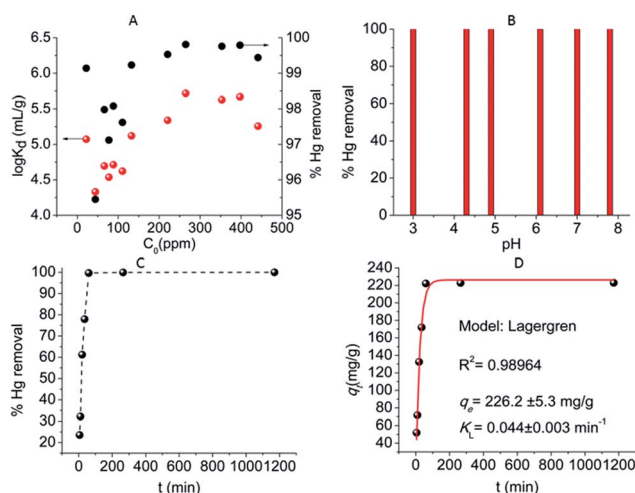 A
6.5
6.0
5.5
5.0
4.5
4.0
logKd (mL/g)
100
99
98
97
96
95
% Hg removal
0 100 200 300 400 500
C0(ppm)
B
100
80
60
40
20
0
% Hg removal
3 4 5 6 7 8
pH
C
100
90
80
70
60
50
40
30
20
% Hg removal
0 200 400 600 800 1000 1200
t (min)
D
240
220
200
180
160
140
120
100
80
60
40
qt(mg/g)
Model: Lagergren
R2= 0.98964
qe= 226.2 ±5.3 mg/g
KL= 0.044±0.003 min-1
0 200 400 600 800 1000 1200
t (min)